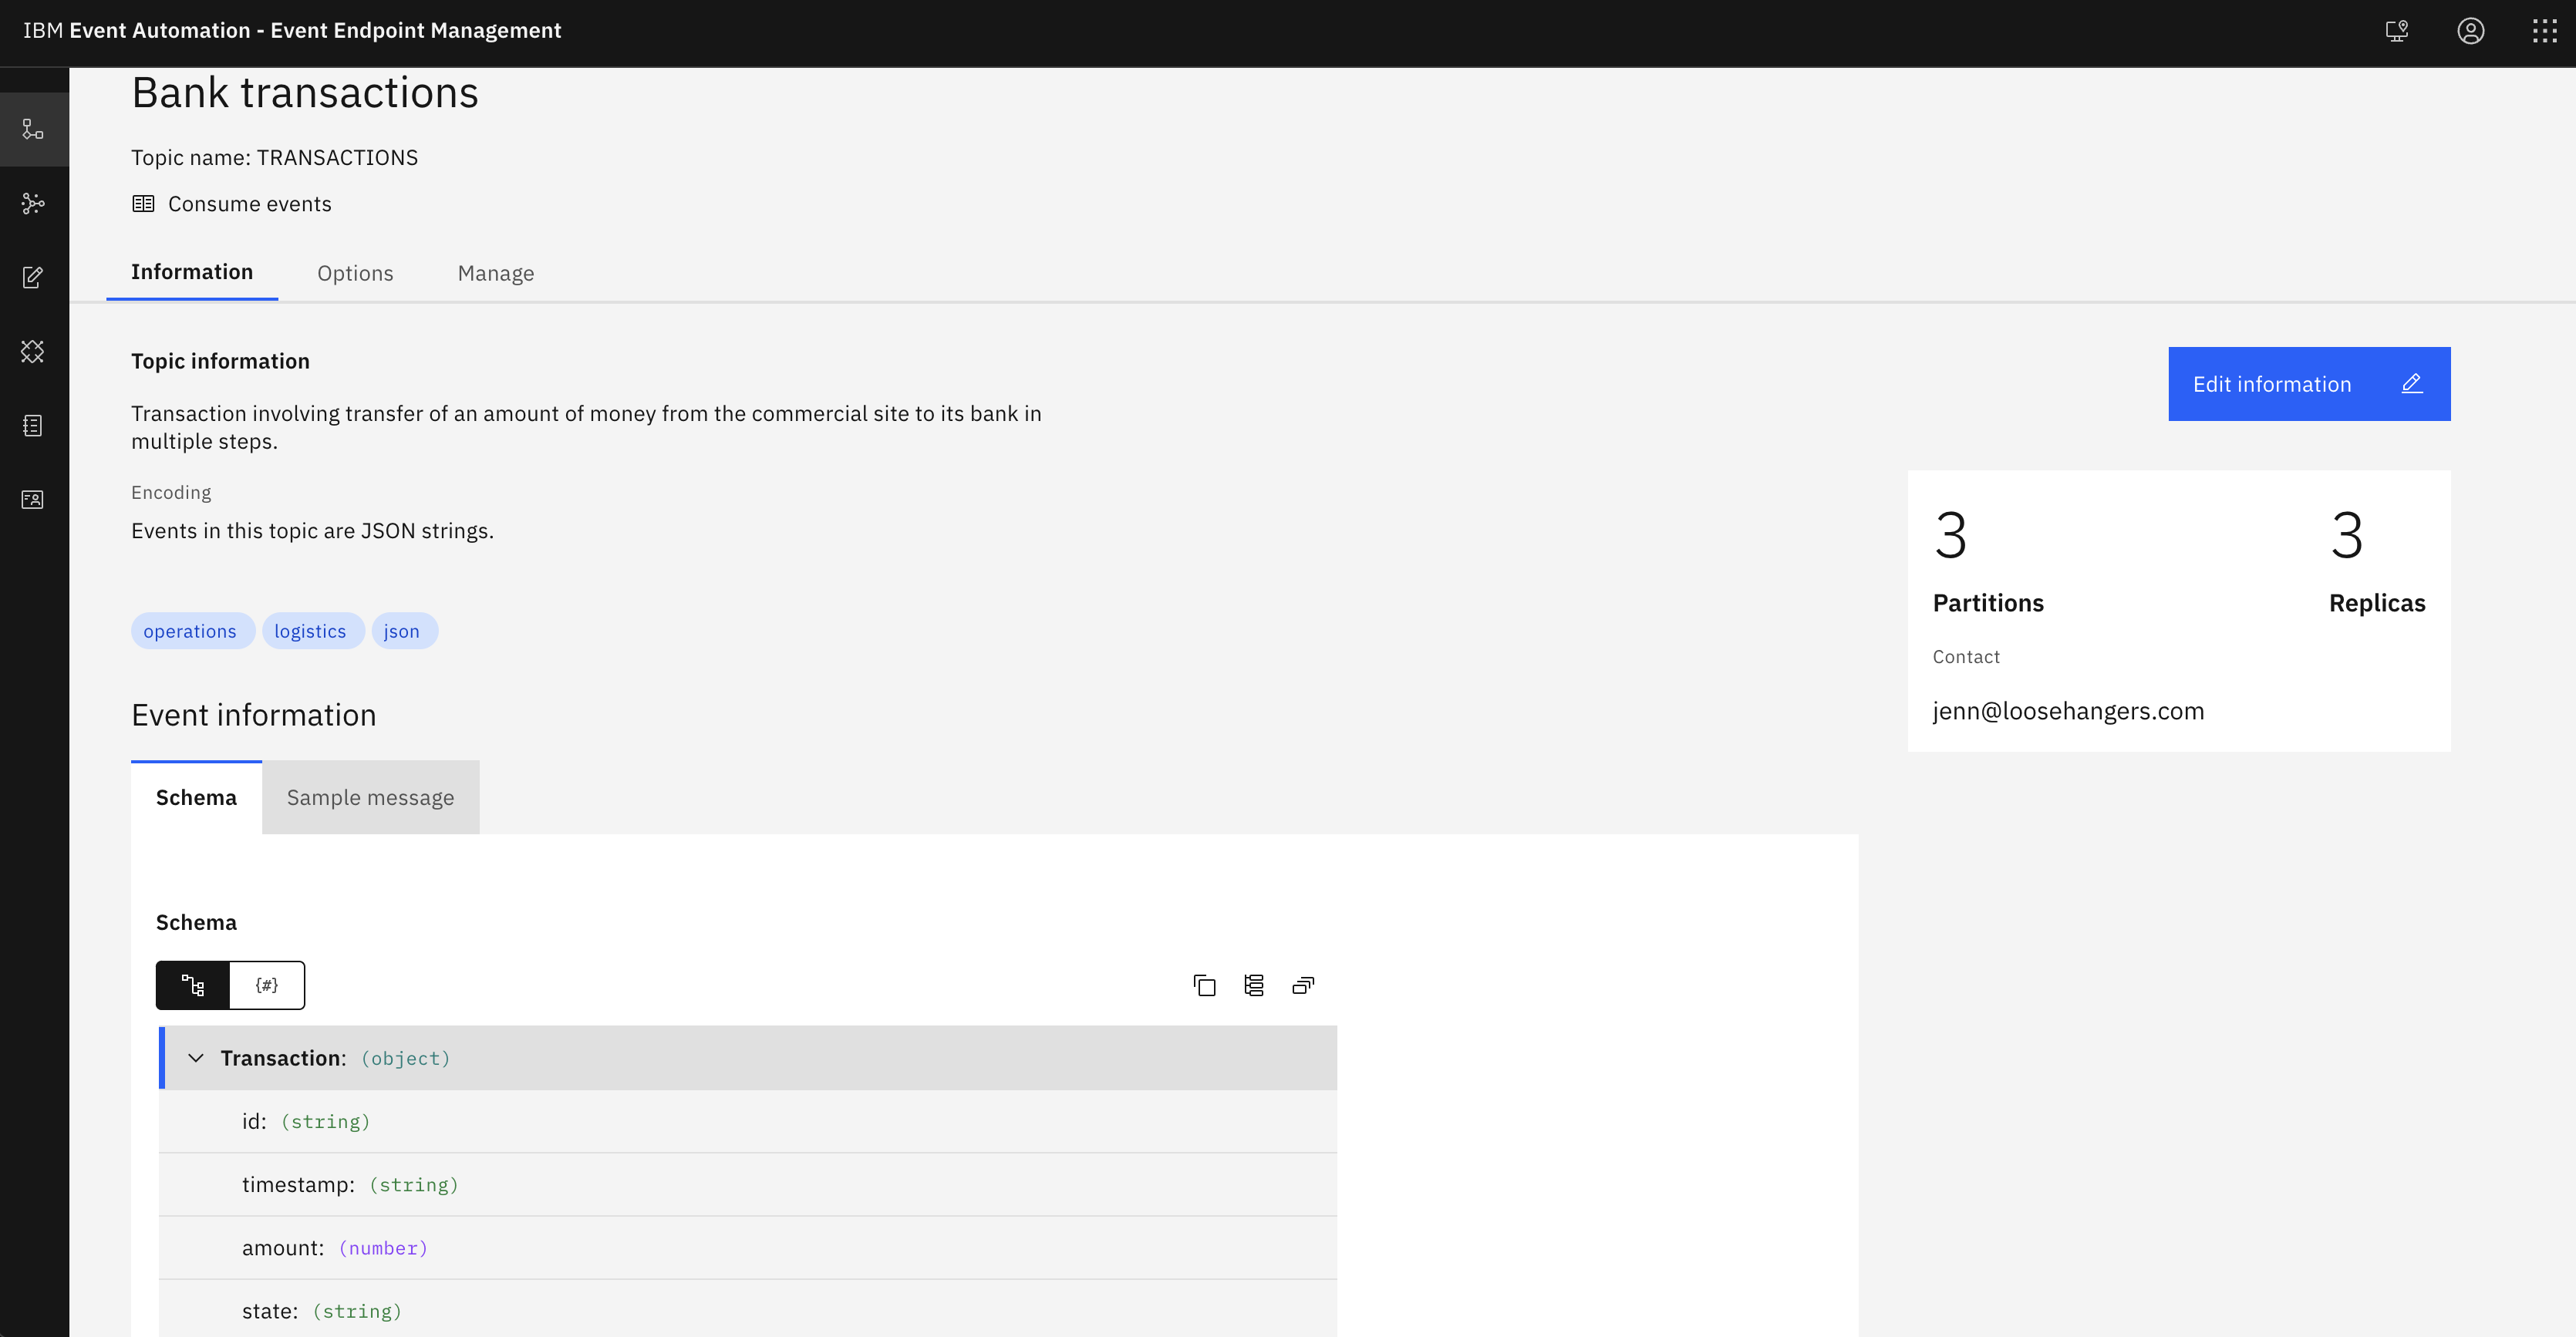 IBM Event Automation - Event Endpoint Management
Bank transactions
Topic name: TRANSACTIONS
Consume events
Information Options Manage
Topic information
Edit information
Transaction involving transfer of an amount of money from the commercial site to its bank in
multiple steps.
Encoding
Events in this topic are JSON strings.
operations logistics json
3 3
Partitions Replicas
Contact
jenn@loosehangers.com
Event information
Schema Sample message
Schema
{#}
Transaction: (object)
id: (string)
timestamp: (string)
amount: (number)
state: (string)